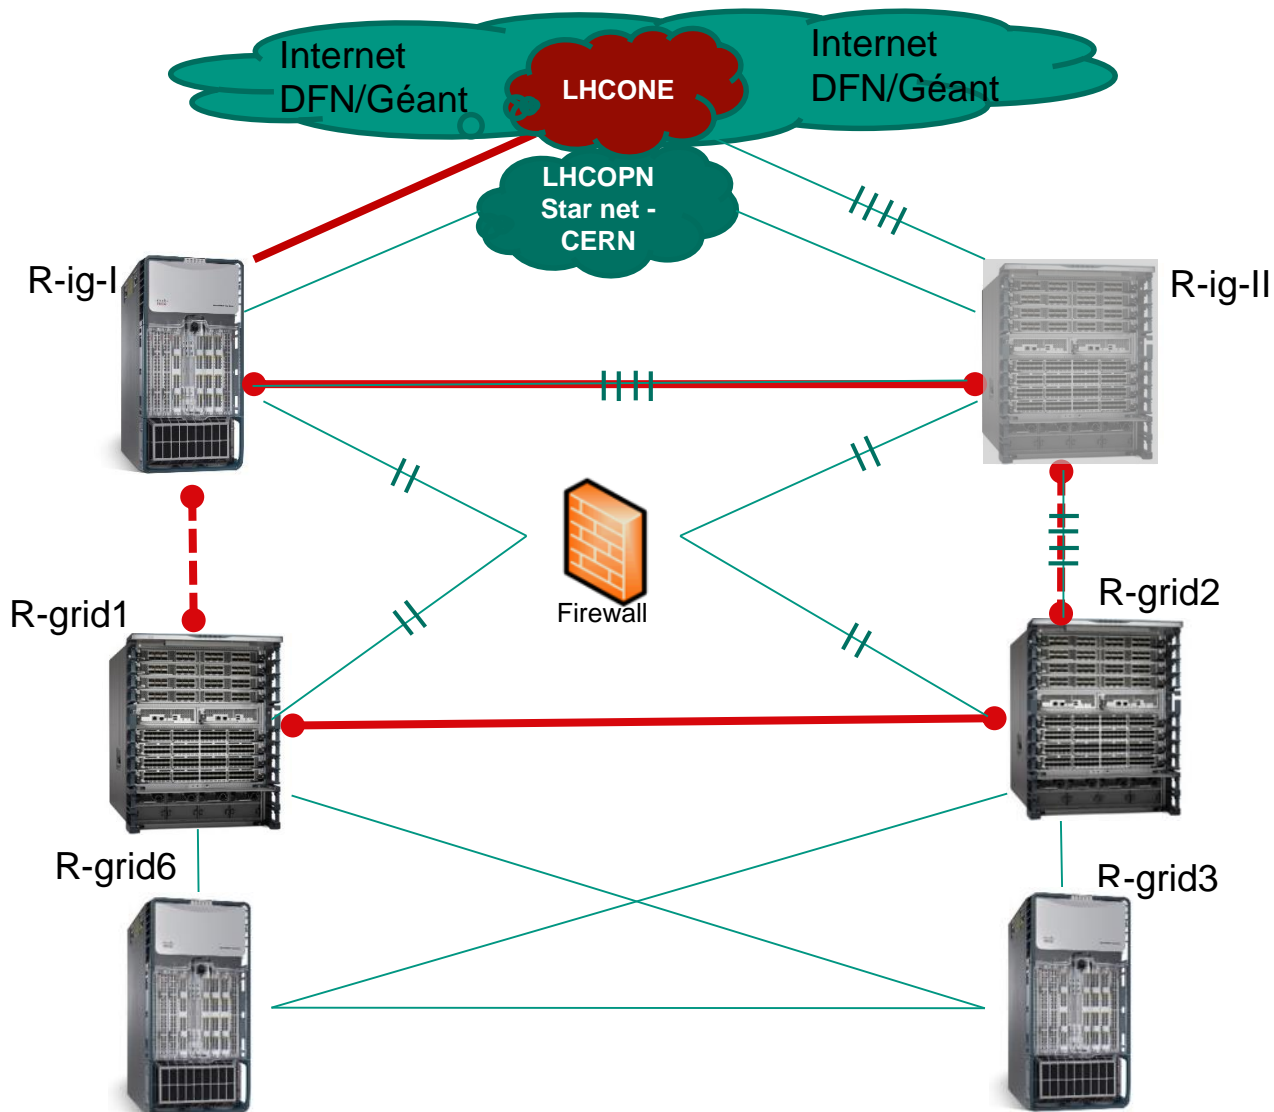 Internet
DFN/Géant
LHCONE
Internet
DFN/Géant
LHCOPN
Star net -
CERN
R-ig-I
R-ig-II
Firewall
R-grid1
R-grid2
R-grid6
R-grid3